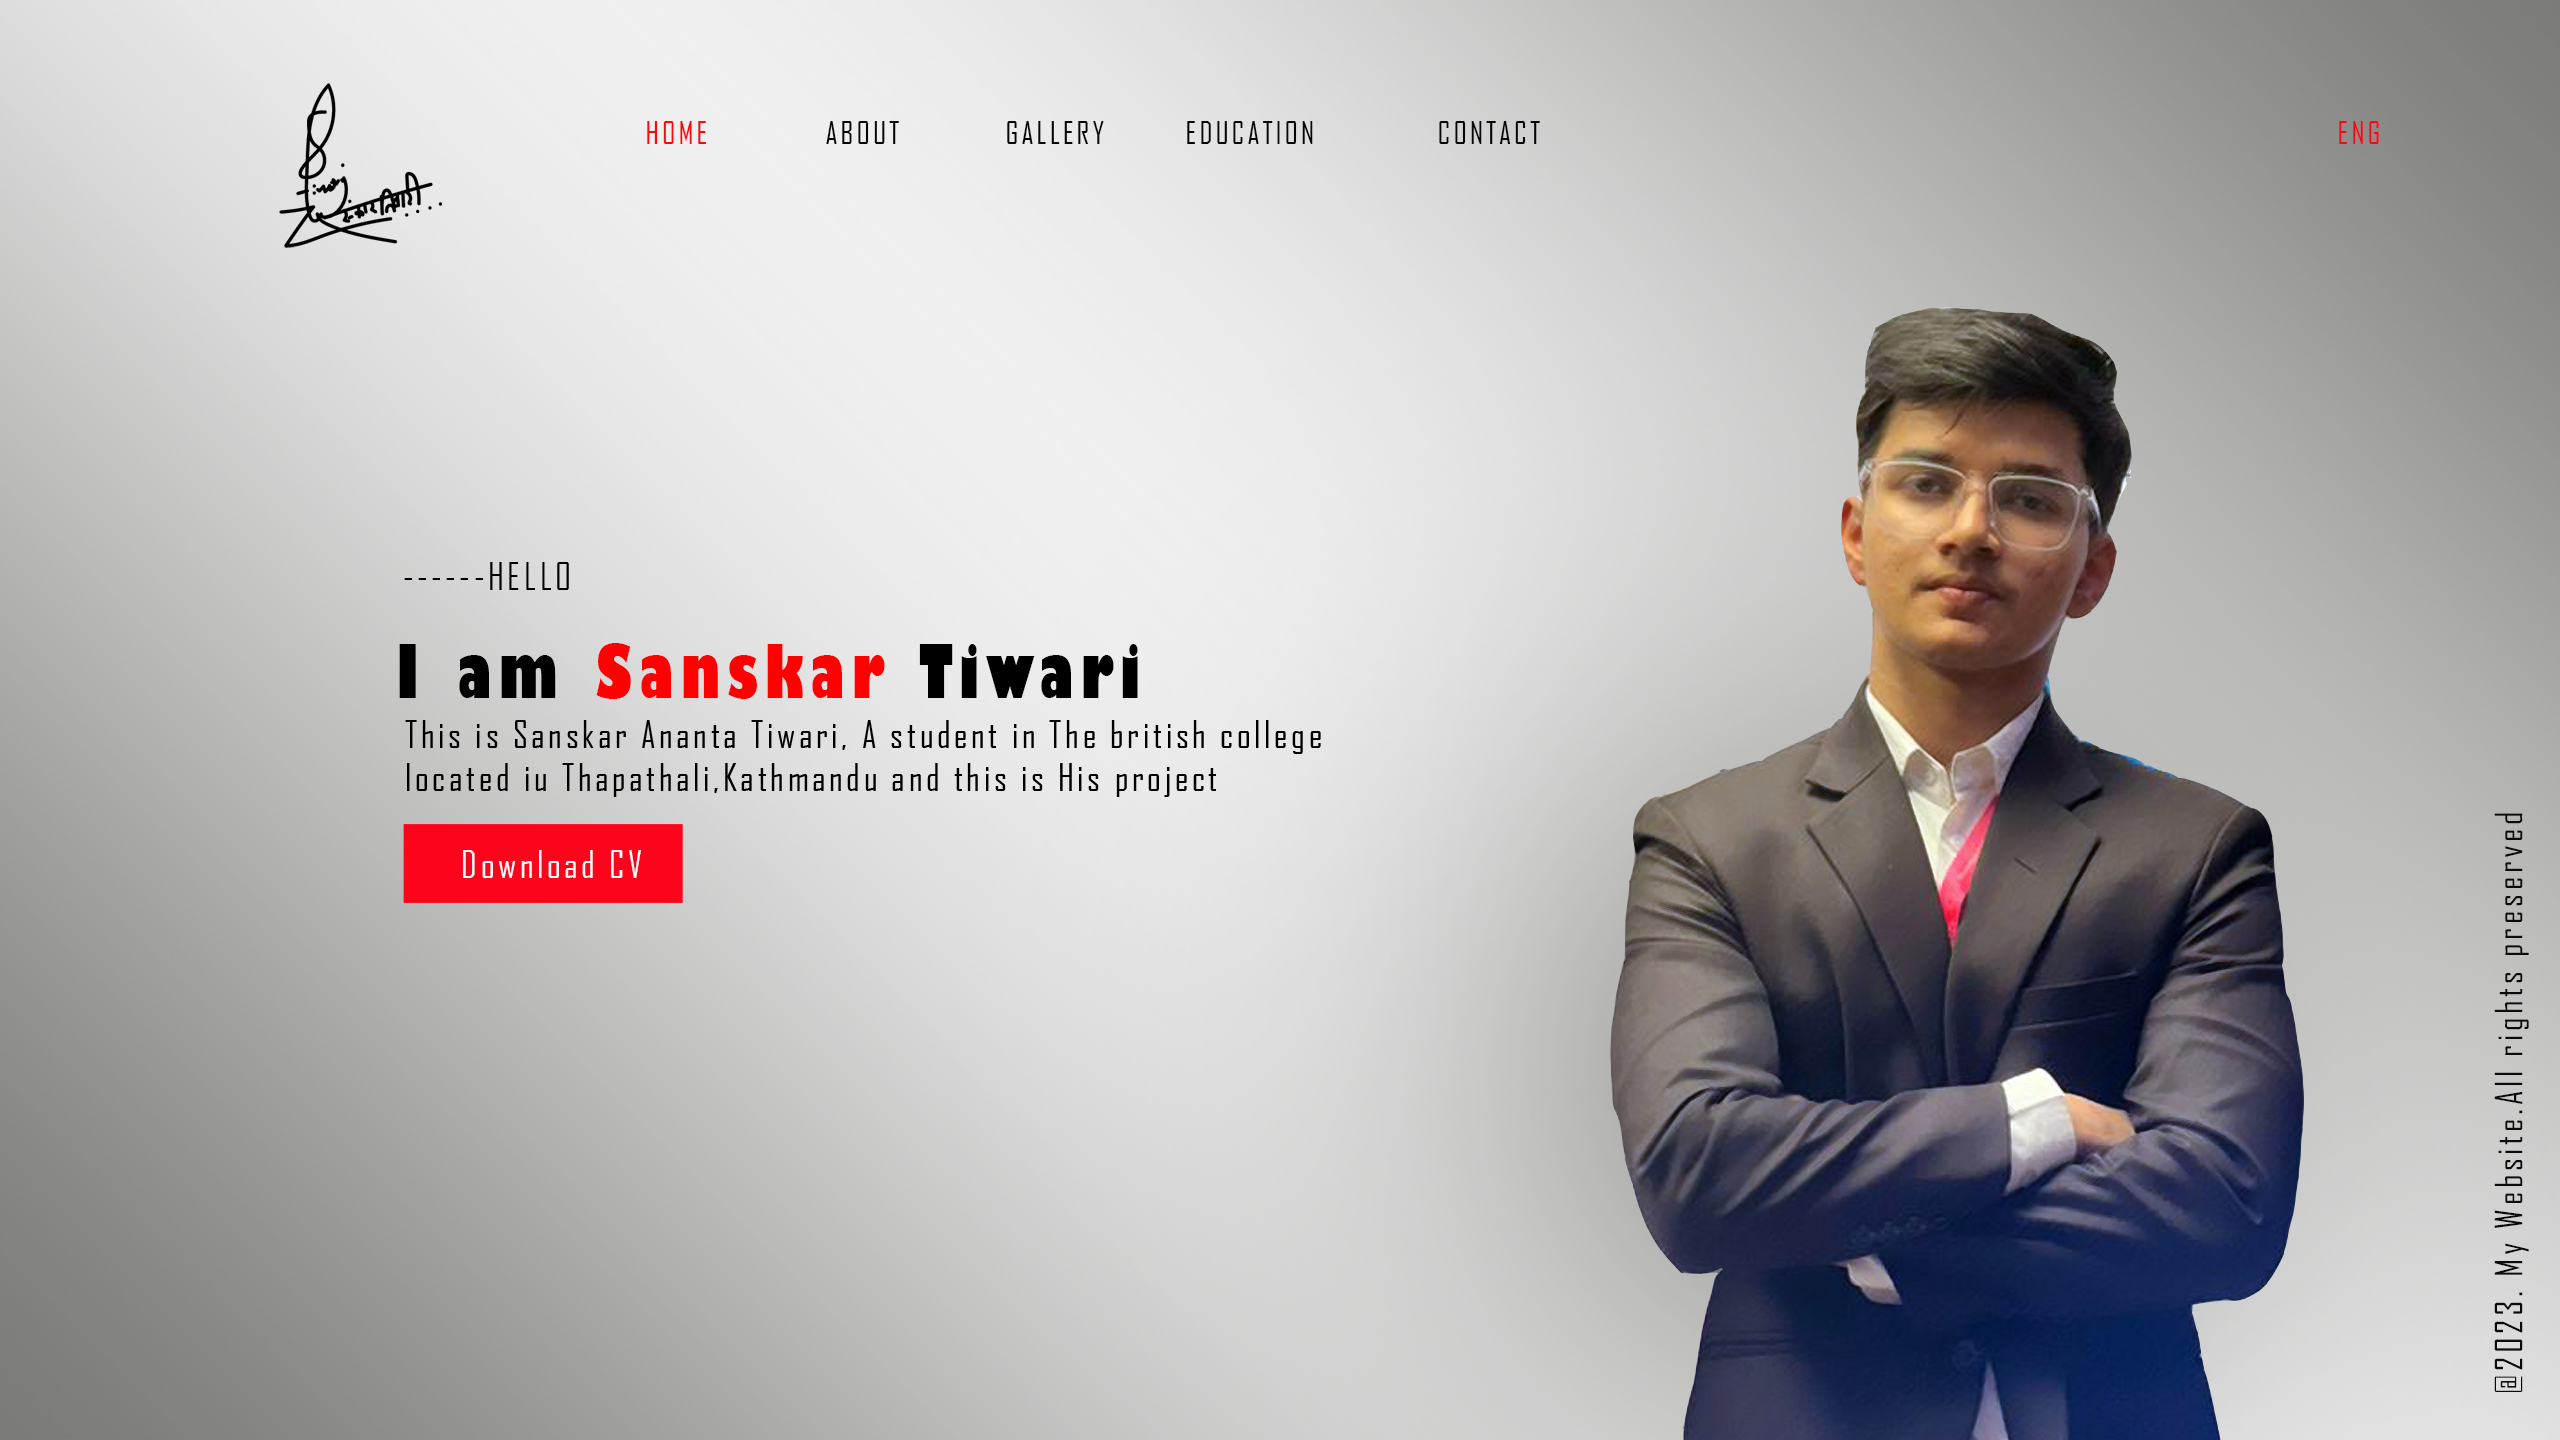 HOME ABOUT GALLERY EDUCATION CONTACT ENG
------HELLO
I am Sanskar Tiwari
This is Sanskar Ananta Tiwari, A student in The british college
located iu Thapathali,Kathmandu and this is His project
Download CV
@2023. My Website.All rights preserved